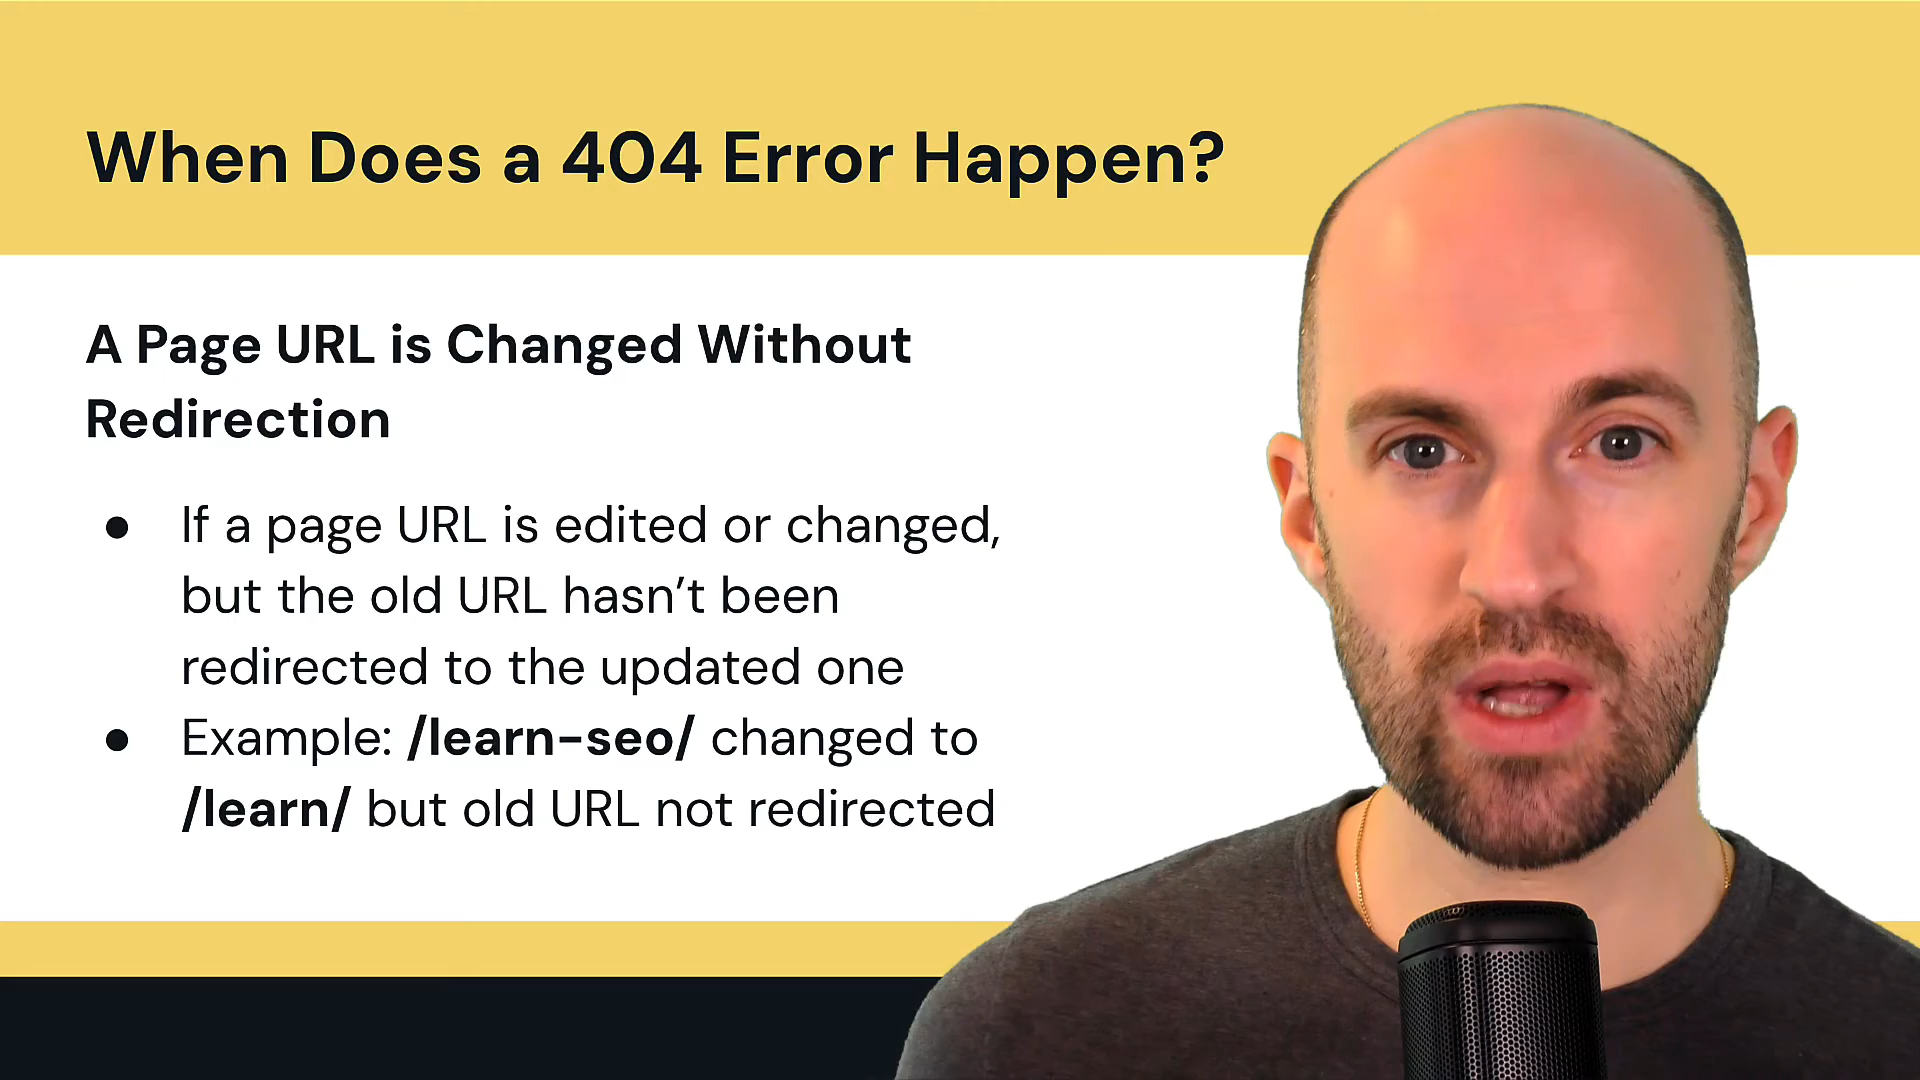 When Does a 404 Error Happen?
A Page URL is Changed Without
Redirection
● If a page URL is edited or changed,
but the old URL hasn’t been
redirected to the updated one
● Example: /learn-seo/ changed to
/learn/ but old URL not redirected